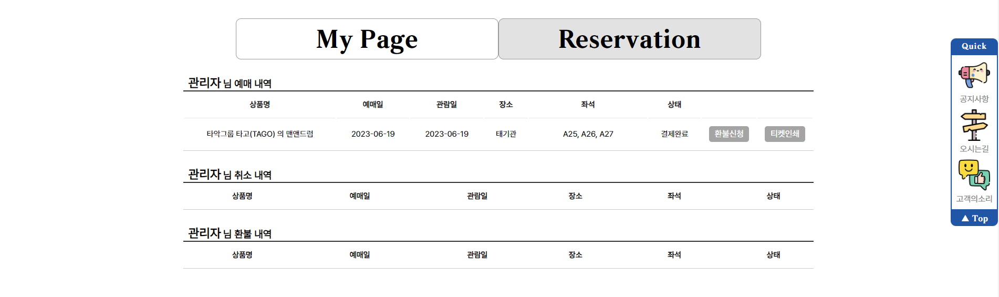 My Page Reservation
관리자 님 예매 내역
상품명 예매일 관람일 장소 좌석 상태
타악그룹 타고(TAGO) 의 맨앤드럼 2023-06-19 2023-06-19 태기관 A25, A26, A27 결제완료 환불신청 티켓인쇄
관리자 님 취소 내역
상품명 예매일 관람일 장소 좌석 상태
관리자 님 환불 내역
상품명 예매일 관람일 장소 좌석 상태
Quick
공지사항
오시는길
고객의소리
▲ Top